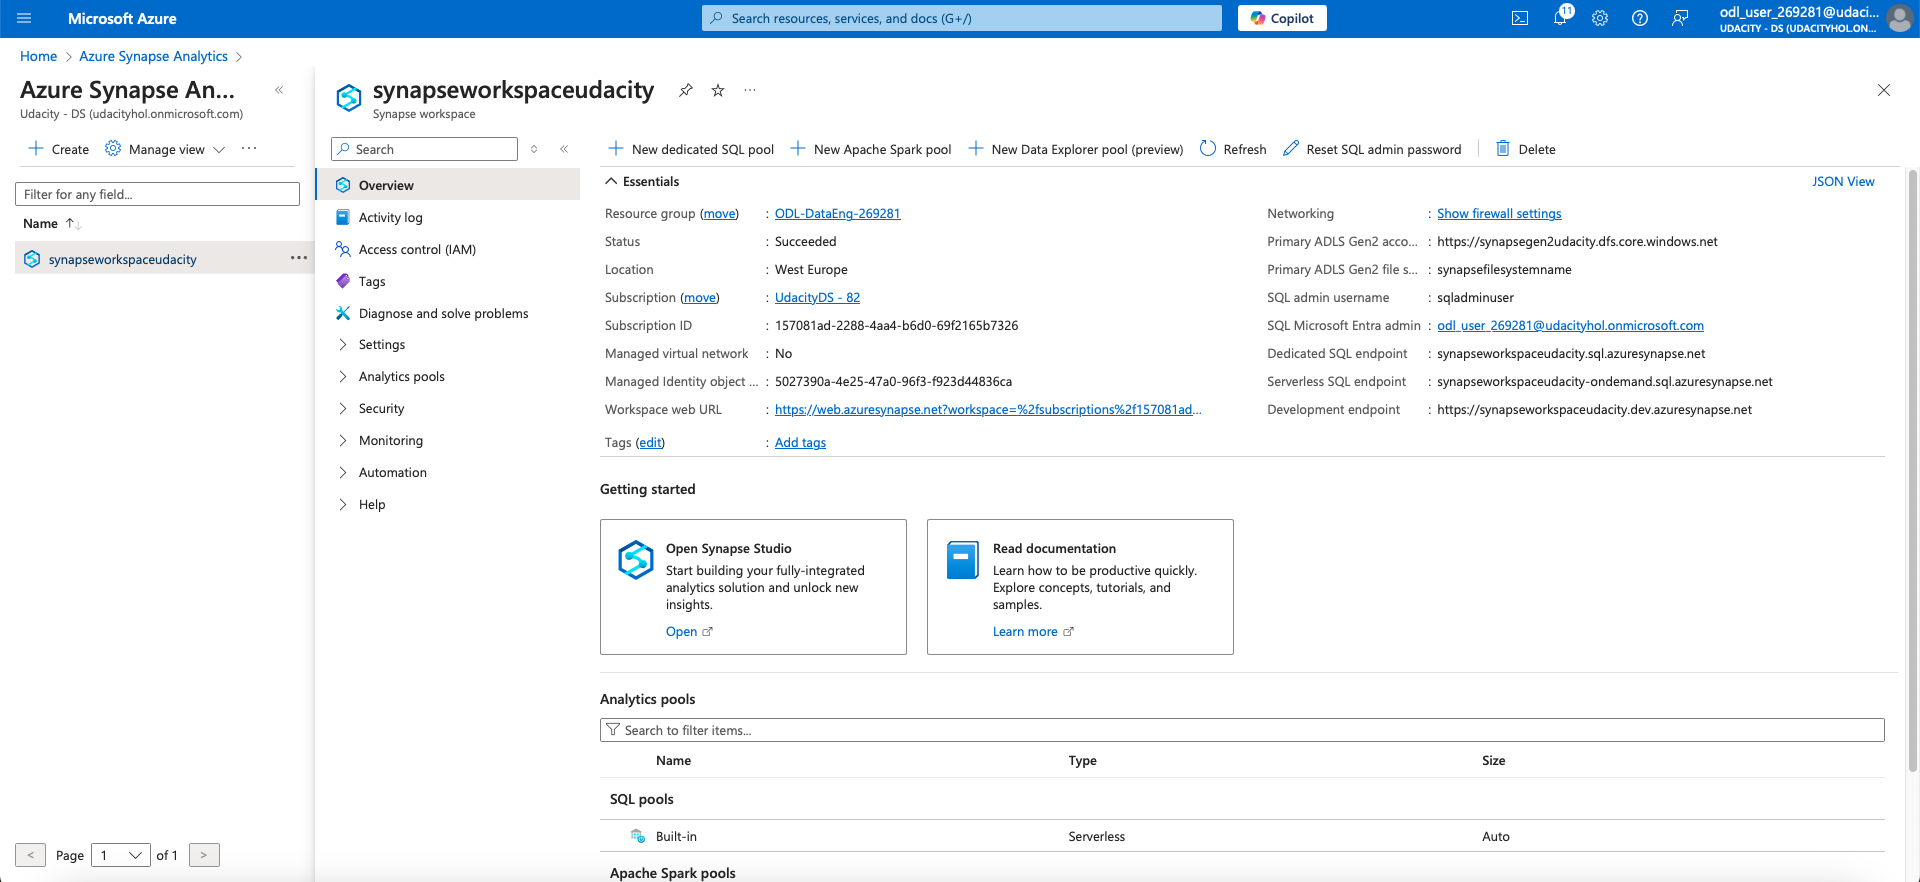 Microsoft Azure
Search resources, services, and docs (G+/)
Copilot
11
odl_user_269281@udaci...
UDACITY - DS (UDACITYHOL.ON...
Home > Azure Synapse Analytics >
Azure Synapse An...
«
Udacity - DS (udacityhol.onmicrosoft.com)
Create
Manage view
...
Filter for any field...
Name
synapseworkspaceudacity
...
< Page 1 of 1 >
synapseworkspaceudacity
...
Synapse workspace
Search
«
Overview
Activity log
Access control (IAM)
Tags
Diagnose and solve problems
Settings
Analytics pools
Security
Monitoring
Automation
Help
New dedicated SQL pool
New Apache Spark pool
New Data Explorer pool (preview)
Refresh
Reset SQL admin password
Delete
Essentials
JSON View
Resource group (move) : ODL-DataEng-269281
Status : Succeeded
Location : West Europe
Subscription (move) : UdacityDS - 82
Subscription ID : 157081ad-2288-4aa4-b6d0-69f2165b7326
Managed virtual network : No
Managed Identity object ... : 5027390a-4e25-47a0-96f3-f923d44836ca
Workspace web URL : https://web.azuresynapse.net?workspace=%2fsubscriptions%2f157081ad...
Tags (edit) : Add tags
Networking : Show firewall settings
Primary ADLS Gen2 acco... : https://synapsegen2udacity.dfs.core.windows.net
Primary ADLS Gen2 file s... : synapsefilesystemname
SQL admin username : sqladminuser
SQL Microsoft Entra admin : odl_user_269281@udacityhol.onmicrosoft.com
Dedicated SQL endpoint : synapseworkspaceudacity.sql.azuresynapse.net
Serverless SQL endpoint : synapseworkspaceudacity-ondemand.sql.azuresynapse.net
Development endpoint : https://synapseworkspaceudacity.dev.azuresynapse.net
Getting started
Open Synapse Studio
Start building your fully-integrated
analytics solution and unlock new
insights.
Open
Read documentation
Learn how to be productive quickly.
Explore concepts, tutorials, and
samples.
Learn more
Analytics pools
Search to filter items...
Name Type Size
SQL pools
Built-in Serverless Auto
Apache Spark pools